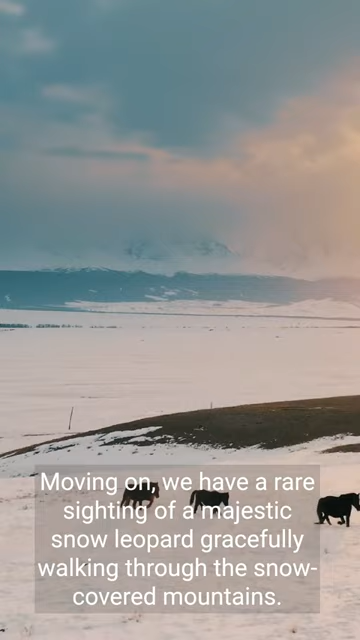 Moving on, we have a rare
sighting of a majestic
snow leopard gracefully
walking through the snow-
covered mountains.